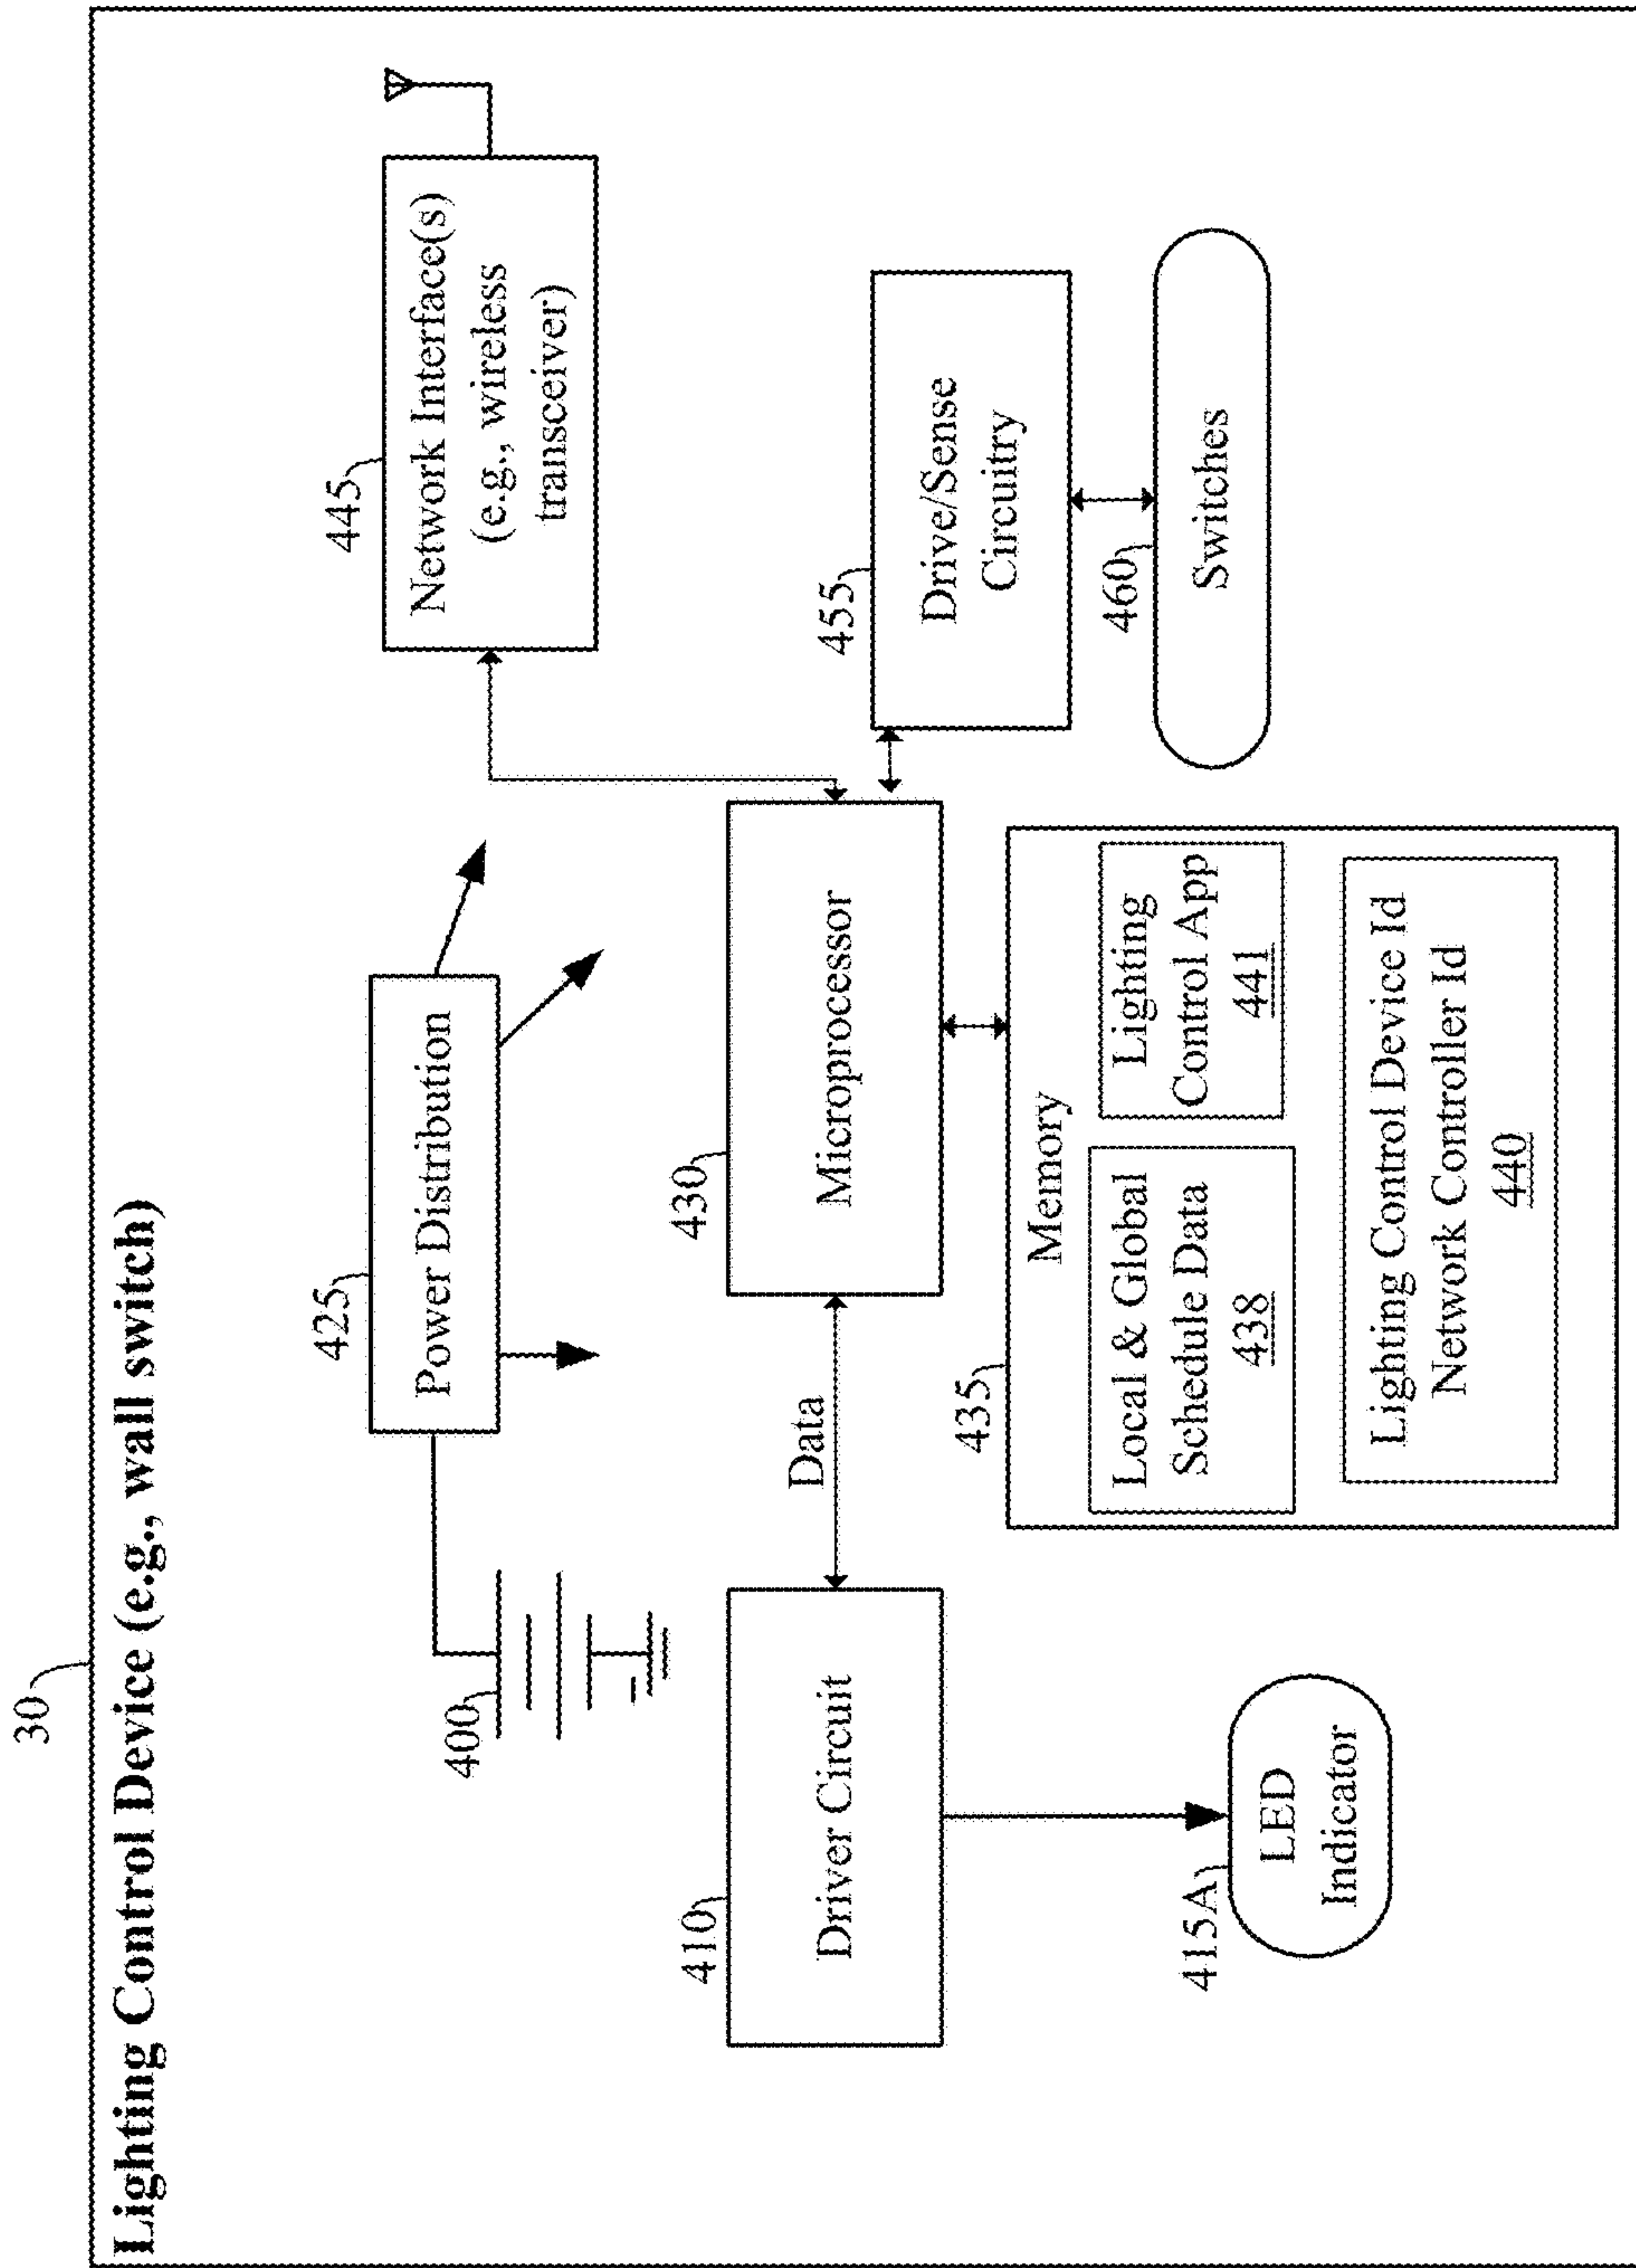 30
Lighting Control Device (e.g., wall switch)
400
425
Power Distribution
445
Network Interface(s)
(e.g., wireless
transceiver)
410
Driver Circuit
Data
430
Microprocessor
455
Drive/Sense
Circuitry
415A
LED
Indicator
435
Memory
Local & Global
Schedule Data
438
Lighting
Control App
441
Lighting Control Device Id
Network Controller Id
440
460
Switches